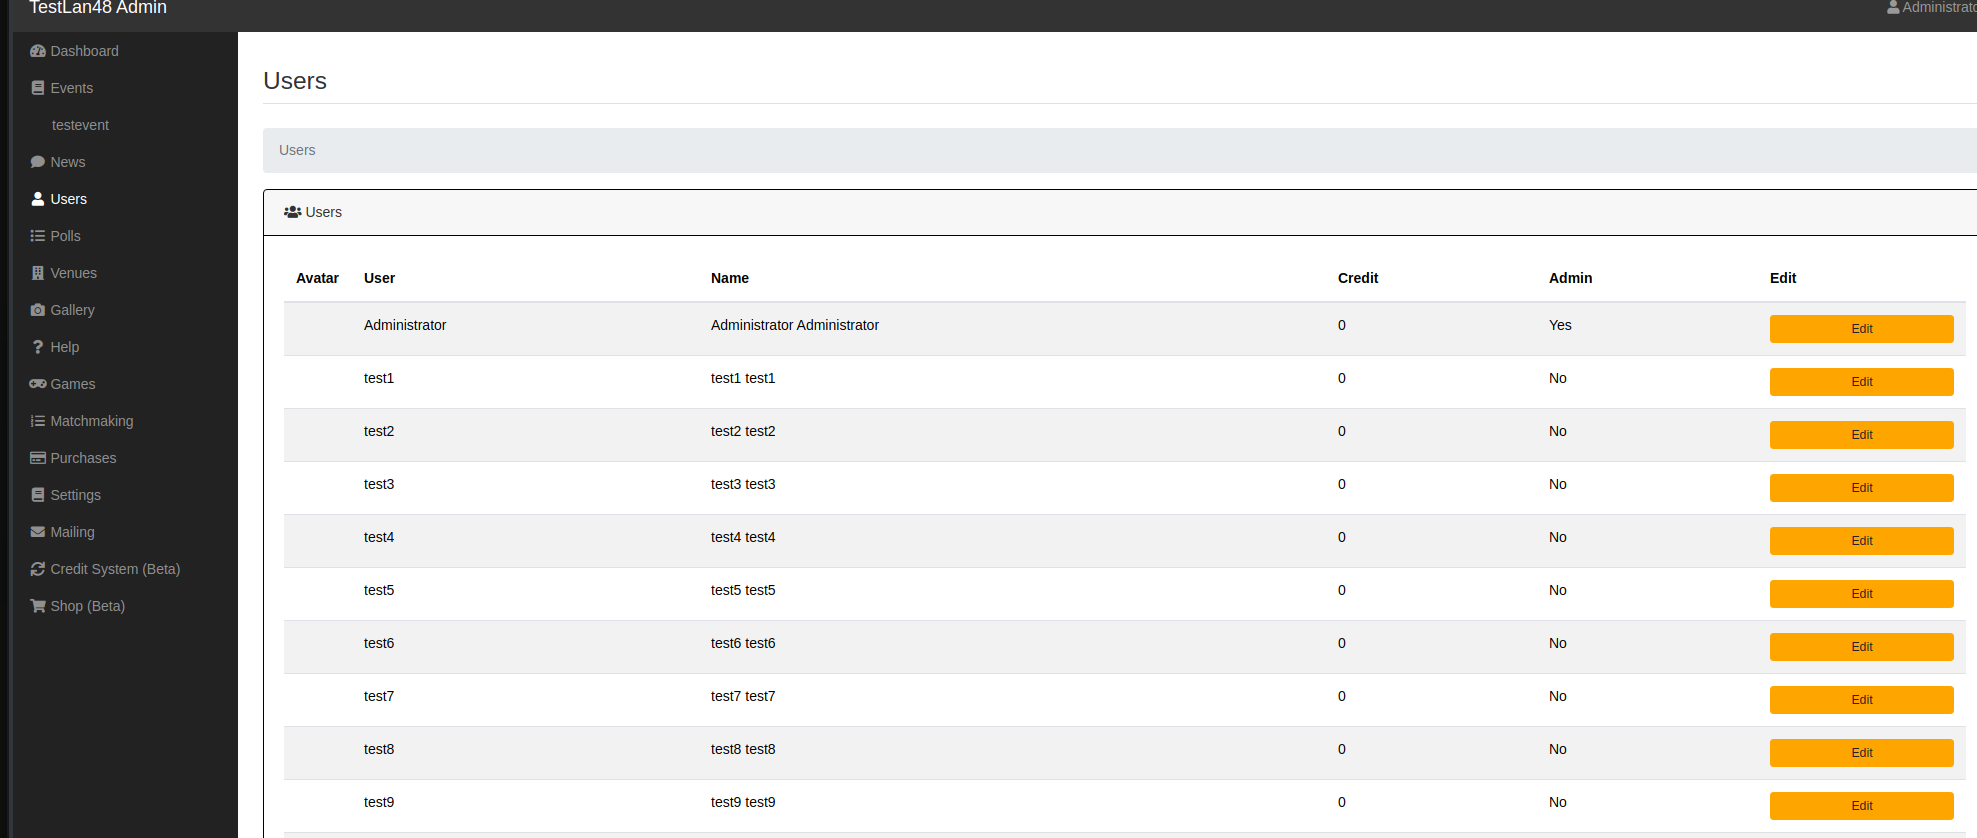 TestLan48 Admin
Administrato
Dashboard
Events
testevent
News
Users
Polls
Venues
Gallery
Help
Games
Matchmaking
Purchases
Settings
Mailing
Credit System (Beta)
Shop (Beta)
Users
Users
Users
Avatar User Name Credit Admin Edit
Administrator Administrator Administrator 0 Yes Edit
test1 test1 test1 0 No Edit
test2 test2 test2 0 No Edit
test3 test3 test3 0 No Edit
test4 test4 test4 0 No Edit
test5 test5 test5 0 No Edit
test6 test6 test6 0 No Edit
test7 test7 test7 0 No Edit
test8 test8 test8 0 No Edit
test9 test9 test9 0 No Edit